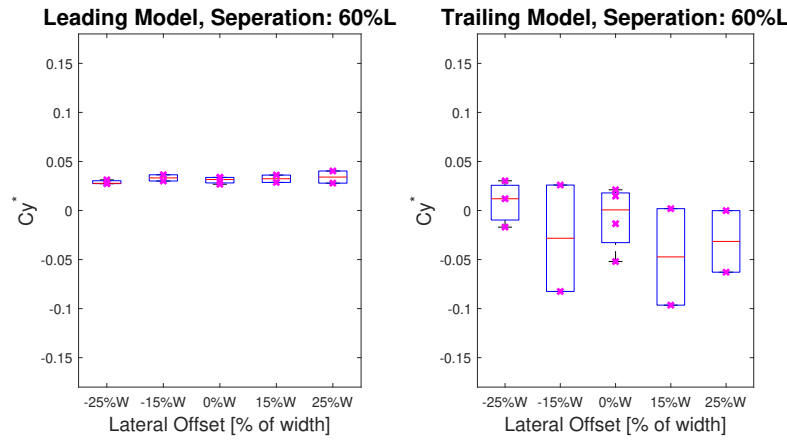 Leading Model, Seperation: 60%L
Trailing Model, Seperation: 60%L
0.15
0.1
0.05
0
-0.05
-0.1
-0.15
Cy*
-25%W -15%W 0%W 15%W 25%W
Lateral Offset [% of width]
0.15
0.1
0.05
0
-0.05
-0.1
-0.15
Cy*
-25%W -15%W 0%W 15%W 25%W
Lateral Offset [% of width]